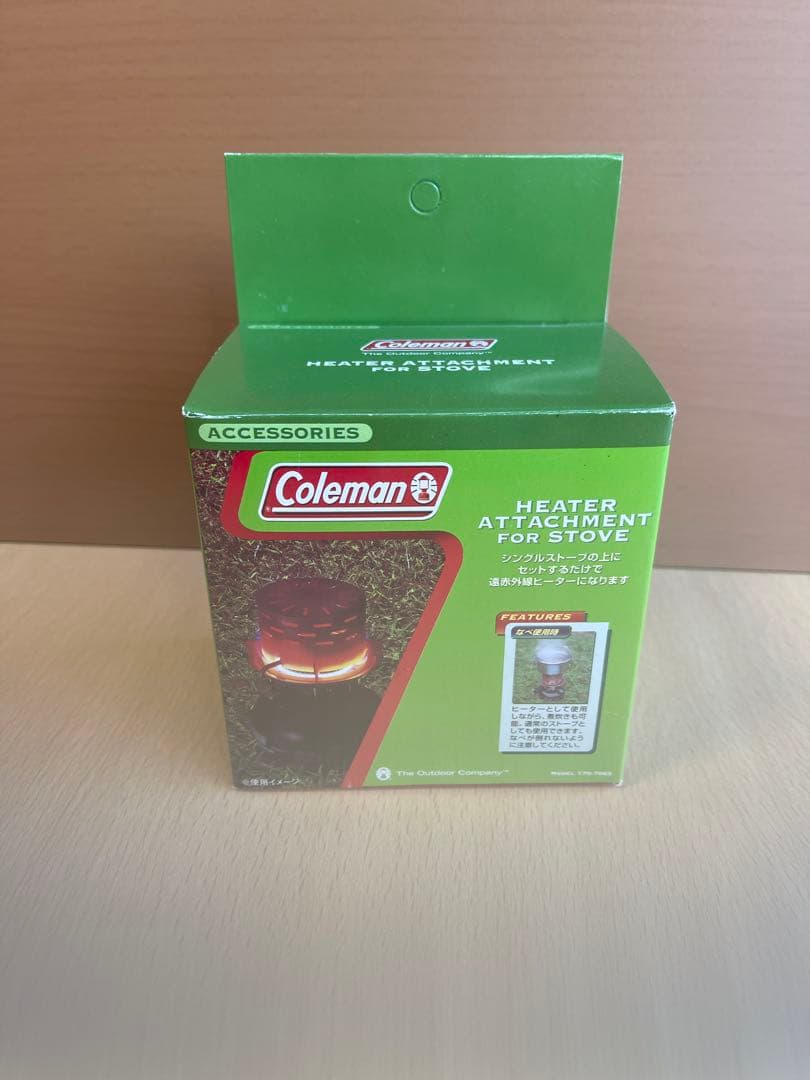 Coleman
The Outdoor Company™
HEATER ATTACHMENT
FOR STOVE
ACCESSORIES
Coleman
HEATER
ATTACHMENT
FOR STOVE
シングルストーブの上に
セットするだけで
遠赤外線ヒーターになります
FEATURES
なべ使用時
ヒーターとして使用
しながら、煮炊きも可
能。通常のストーブと
しても使用できます。
なべが倒れないよう
に注意してください。
※使用イメージ
The Outdoor Company™
MODEL